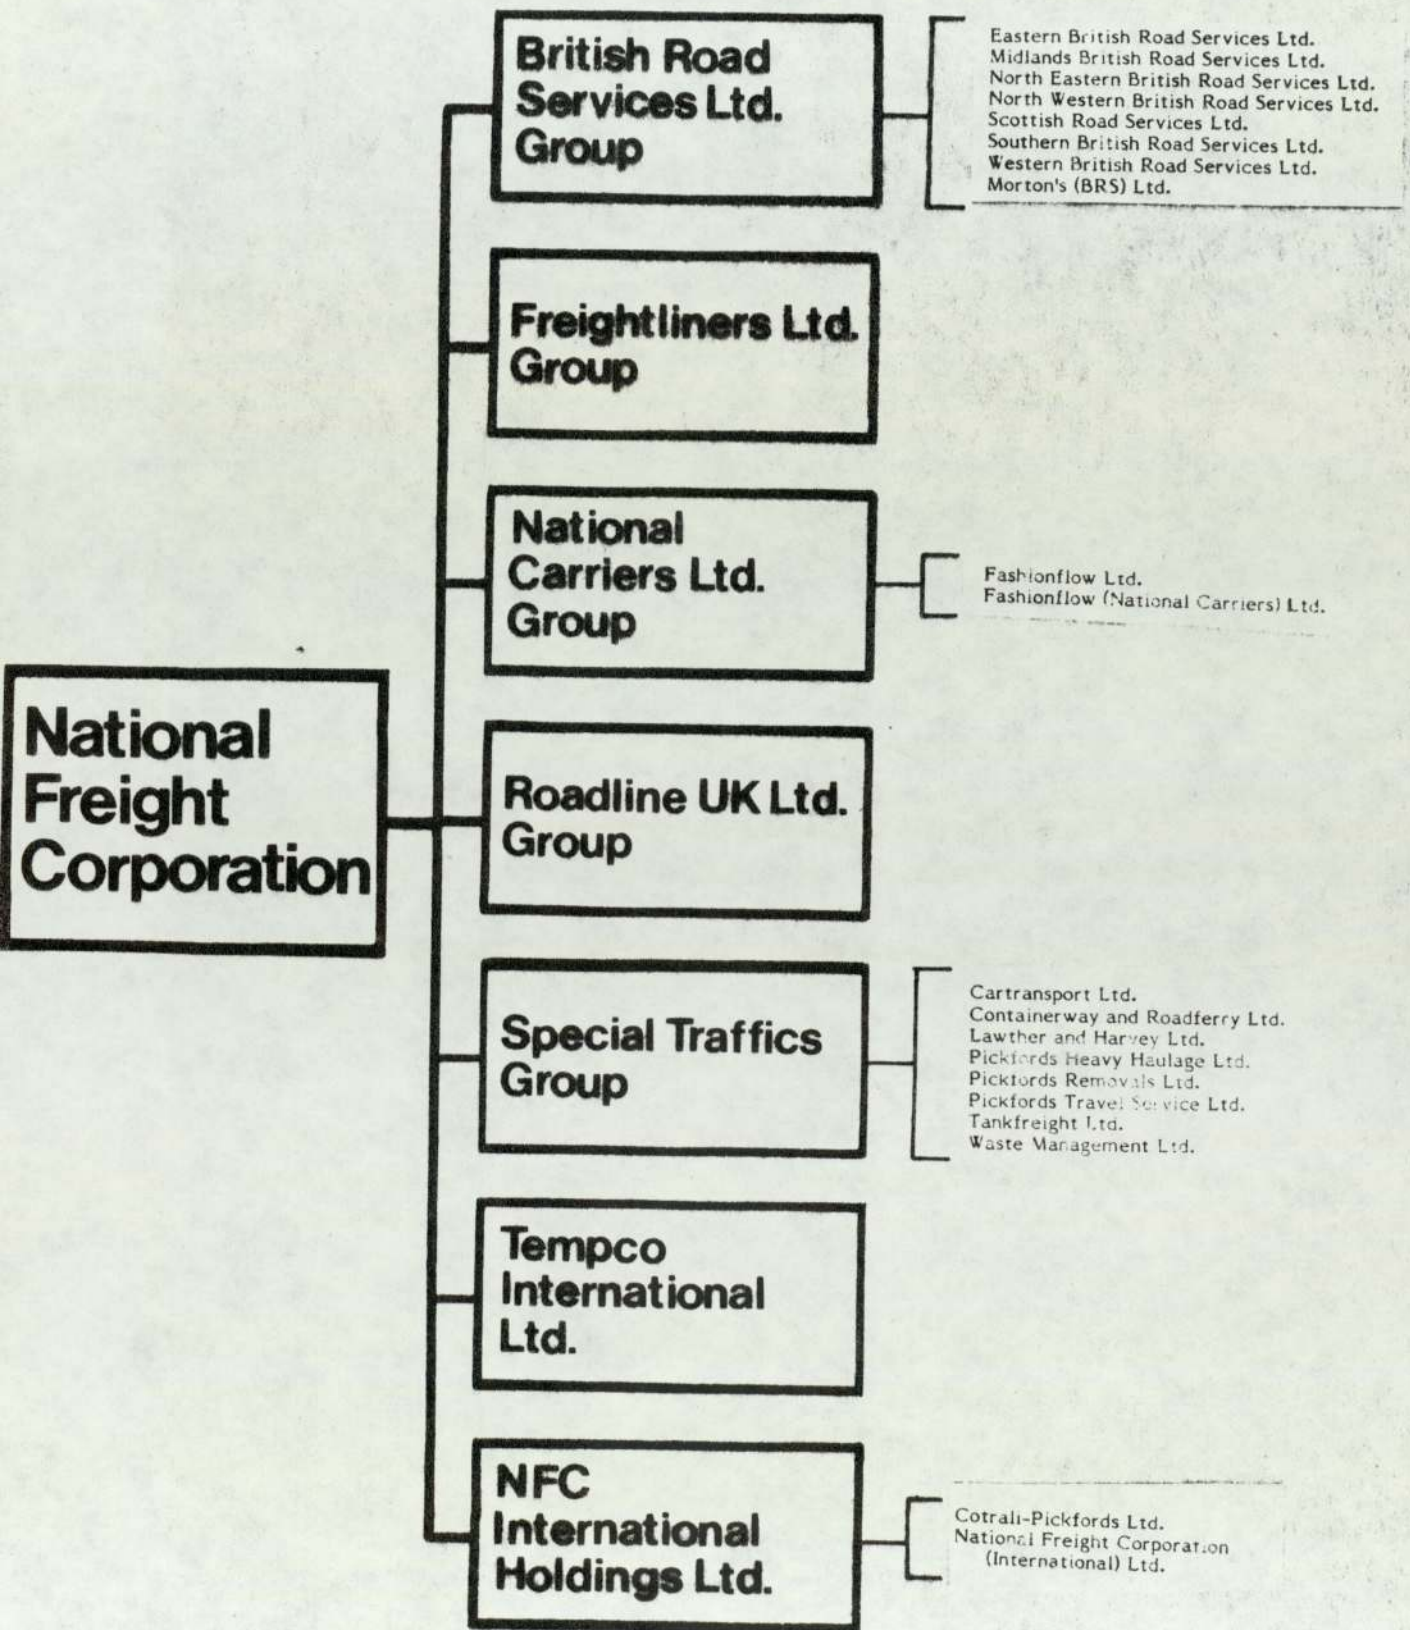 British Road
Services Ltd.
Group
Eastern British Road Services Ltd.
Midlands British Road Services Ltd.
North Eastern British Road Services Ltd.
North Western British Road Services Ltd.
Scottish Road Services Ltd.
Southern British Road Services Ltd.
Western British Road Services Ltd.
Morton's (BRS) Ltd.
Freightliners Ltd.
Group
National
Carriers Ltd.
Group
Fashionflow Ltd.
Fashionflow (National Carriers) Ltd.
National
Freight
Corporation
Roadline UK Ltd.
Group
Special Traffics
Group
Cartransport Ltd.
Containerway and Roadferry Ltd.
Lawther and Harvey Ltd.
Pickfords Heavy Haulage Ltd.
Pickfords Removals Ltd.
Pickfords Travel Service Ltd.
Tankfreight Ltd.
Waste Management Ltd.
Tempco
International
Ltd.
NFC
International
Holdings Ltd.
Cotrali-Pickfords Ltd.
National Freight Corporation
(International) Ltd.